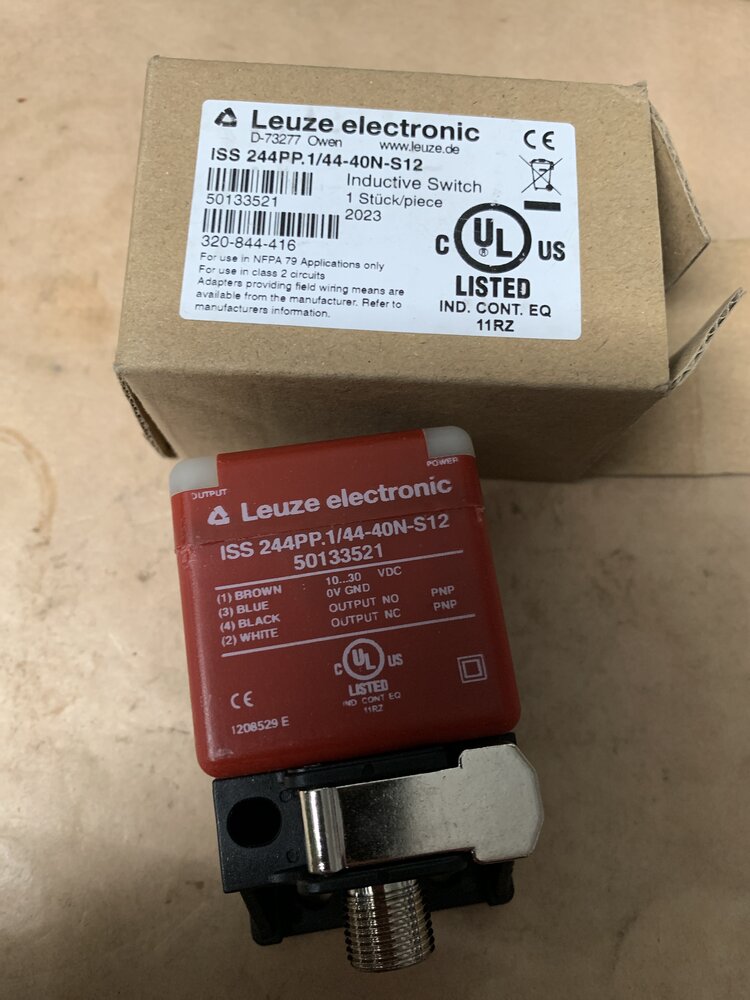 Leuze electronic
D-73277 Owen www.leuze.de
ISS 244PP.1/44-40N-S12
Inductive Switch
50133521
1 Stück/piece
2023
320-844-416
For use in NFPA 79 Applications only
For use in class 2 circuits
Adapters providing field wiring means are
available from the manufacturer. Refer to
manufacturers information.
CE
C UL US
®
LISTED
IND. CONT. EQ
11RZ
OUTPUT POWER
Leuze electronic
ISS 244PP.1/44-40N-S12
50133521
(1) BROWN 10...30 VDC
(3) BLUE 0V GND
(4) BLACK OUTPUT NO PNP
(2) WHITE OUTPUT NC PNP
C UL US
LISTED
IND CONT EQ
11RZ
CE
1208529 E